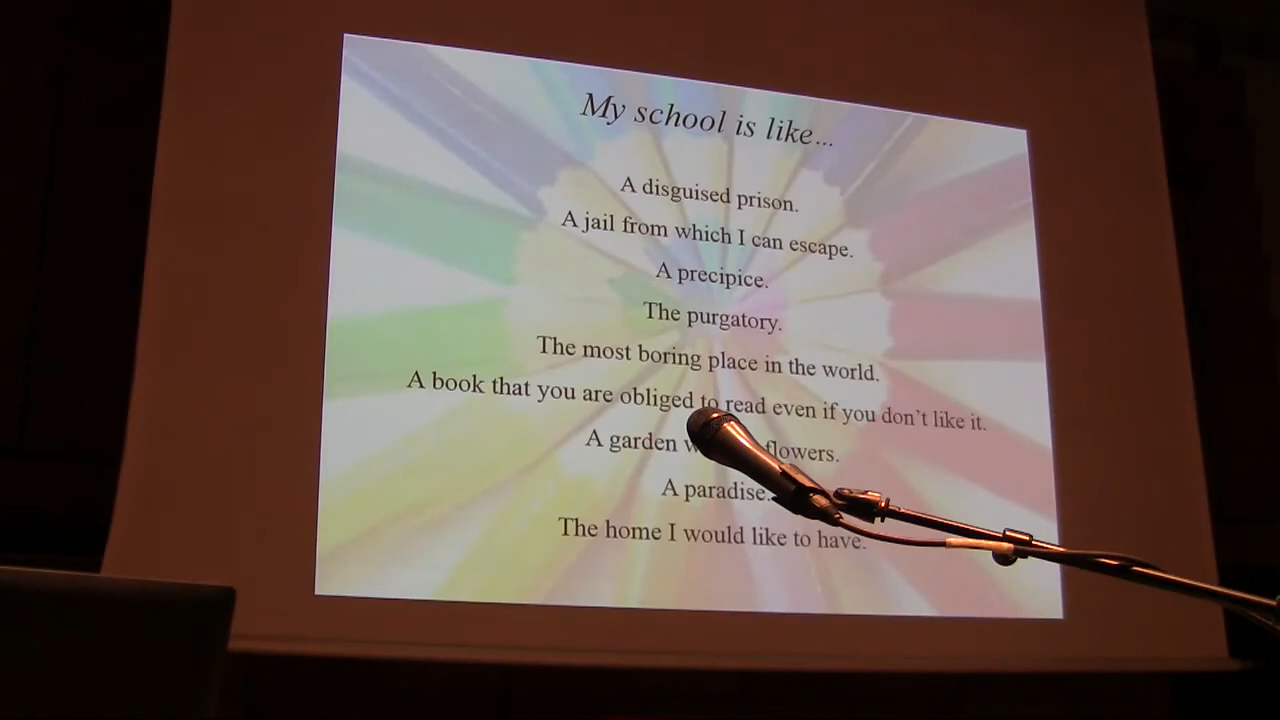 My school is like...
A disguised prison.
A jail from which I can escape.
A precipice.
The purgatory.
The most boring place in the world.
A book that you are obliged to read even if you don't like it.
A garden flowers.
A paradise.
The home I would like to have.